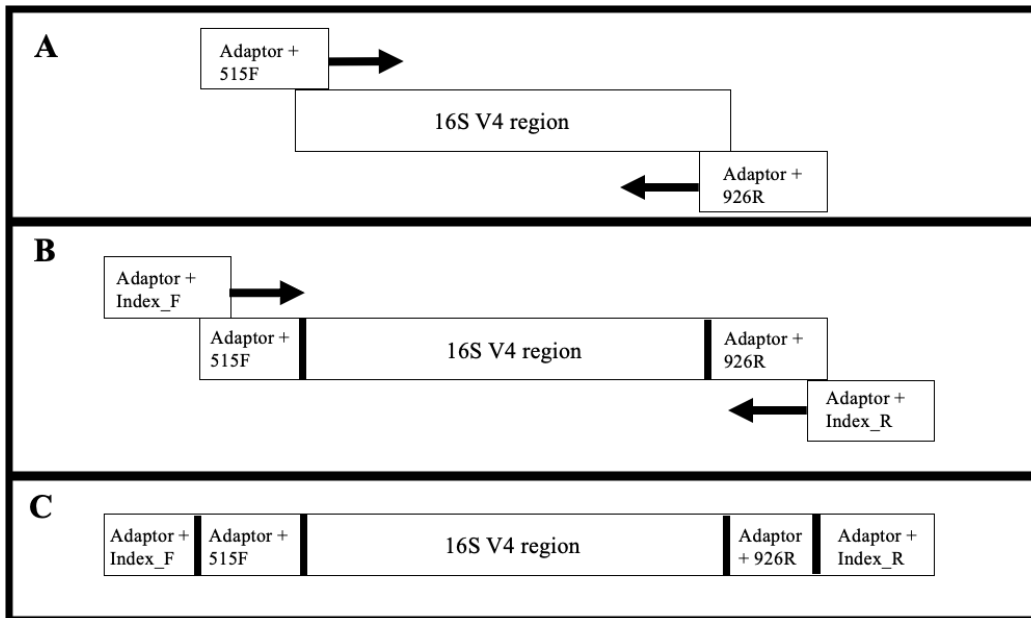 A
Adaptor +
515F
16S V4 region
Adaptor +
926R
B
Adaptor +
Index_F
Adaptor +
515F
16S V4 region
Adaptor +
926R
Adaptor +
Index_R
C
Adaptor +
Index_F
Adaptor +
515F
16S V4 region
Adaptor
+ 926R
Adaptor +
Index_R